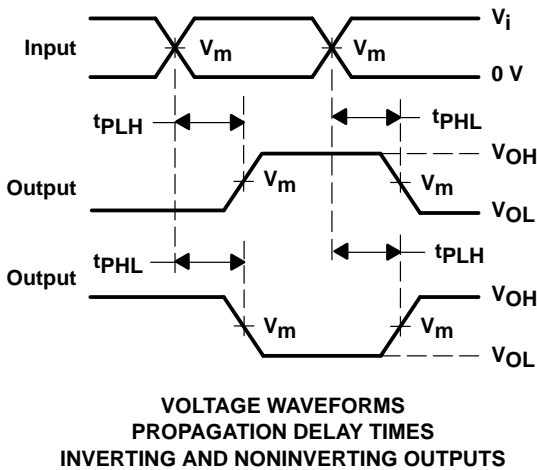 Vi
Input
Vm
Vm
0 V
tPLH
tPHL
VOH
Output
Vm
Vm
VOL
tPHL
tPLH
Output
VOH
Vm
Vm
VOL
VOLTAGE WAVEFORMS
PROPAGATION DELAY TIMES
INVERTING AND NONINVERTING OUTPUTS